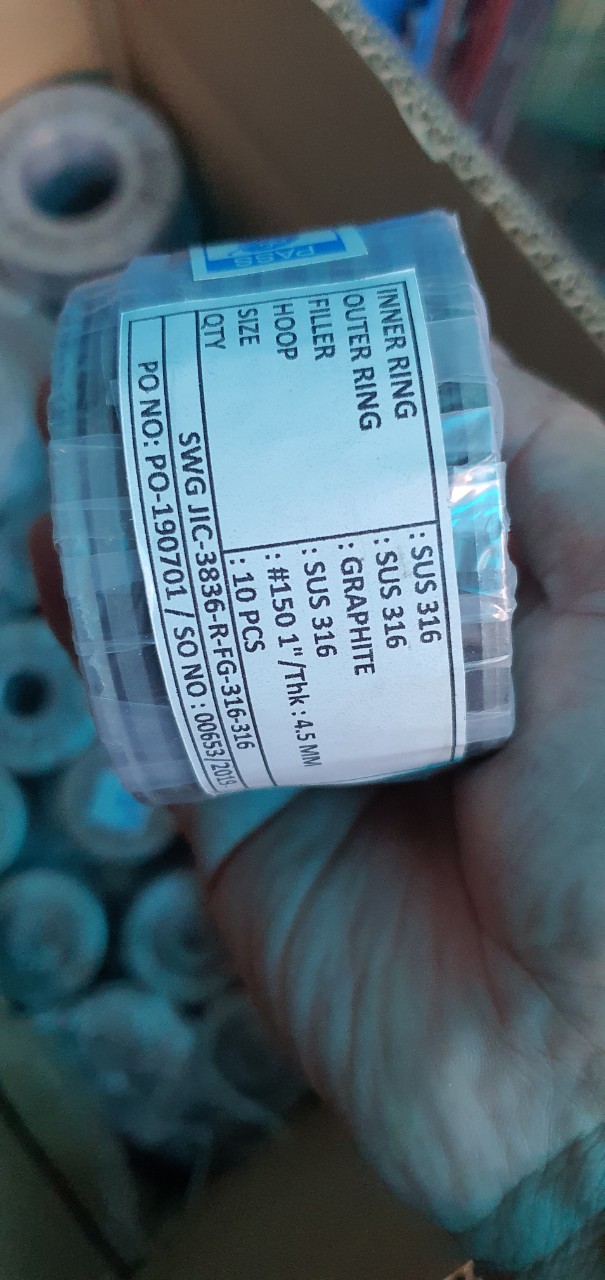 PASS
INNER RING : SUS 316
OUTER RING : SUS 316
FILLER : GRAPHITE
HOOP : SUS 316
SIZE : #150 1"/Thk : 4.5 MM
QTY : 10 PCS
SWG JIC-3836-R-FG-316-316
PO NO: PO-190701 / SO NO : 00653/2019